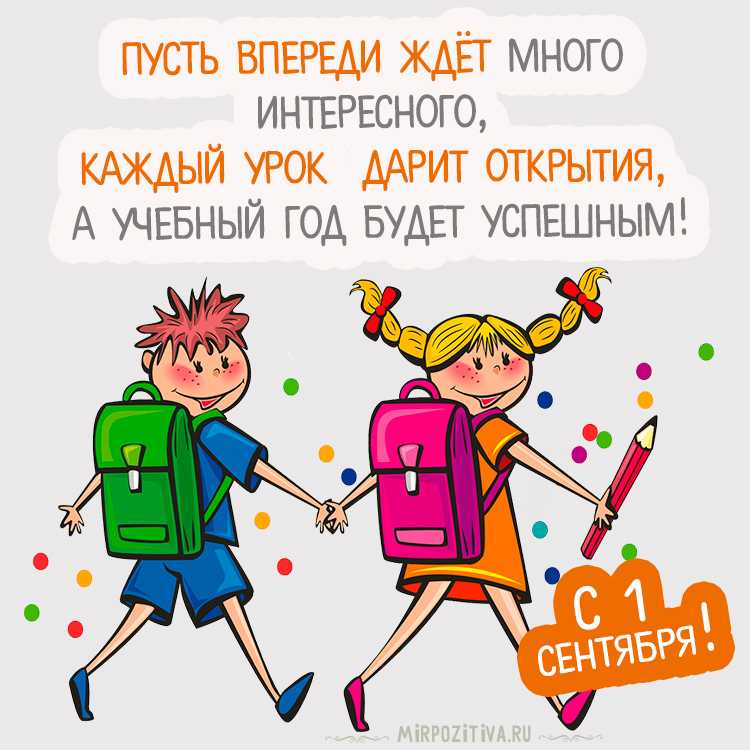 ПУСТЬ ВПЕРЕДИ ЖДЁТ МНОГО
ИНТЕРЕСНОГО,
КАЖДЫЙ УРОК ДАРИТ ОТКРЫТИЯ,
А УЧЕБНЫЙ ГОД БУДЕТ УСПЕШНЫМ!
С 1
СЕНТЯБРЯ!
MIRPOZITIVA.RU